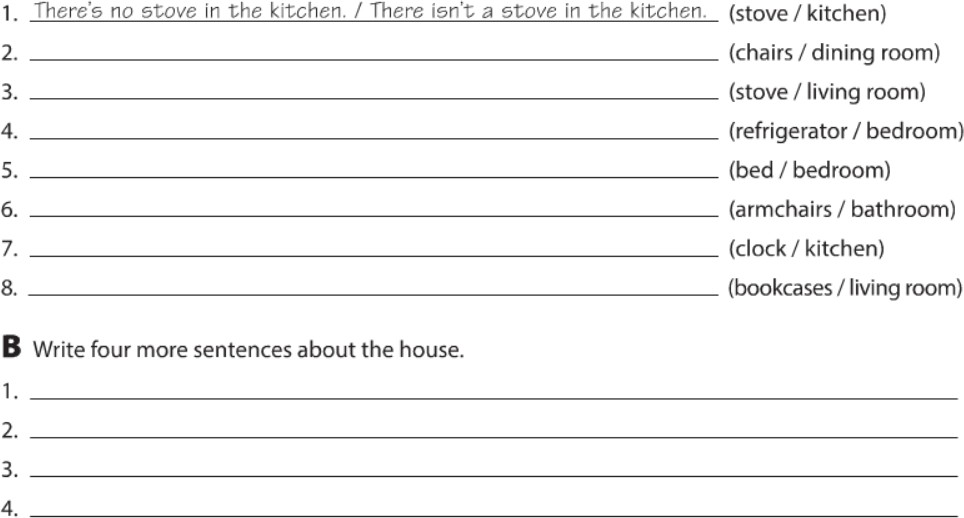 1. There's no stove in the kitchen. / There isn't a stove in the kitchen. (stove / kitchen)
2. (chairs / dining room)
3. (stove / living room)
4. (refrigerator / bedroom)
5. (bed / bedroom)
6. (armchairs / bathroom)
7. (clock / kitchen)
8. (bookcases / living room)
B Write four more sentences about the house.
1.
2.
3.
4.